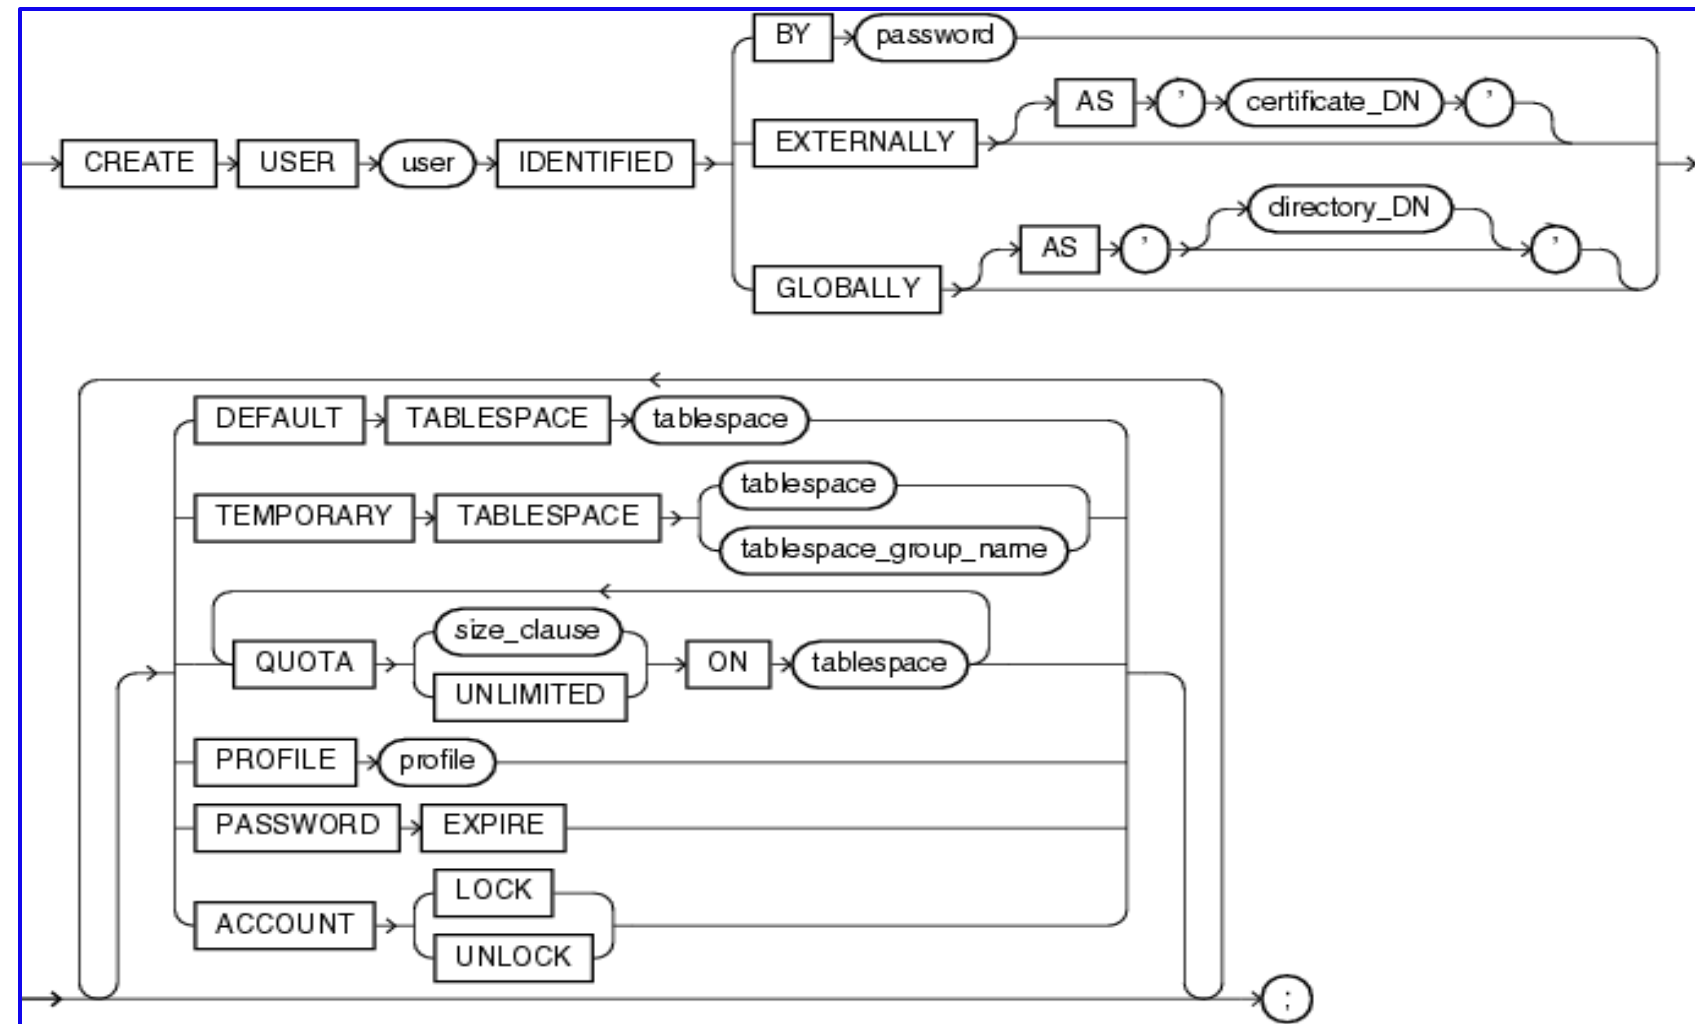 BY password
AS ' certificate_DN '
CREATE USER user IDENTIFIED EXTERNALLY
directory_DN
AS ' '
GLOBALLY
DEFAULT TABLESPACE tablespace
tablespace
TEMPORARY TABLESPACE
tablespace_group_name
size_clause
QUOTA ON tablespace
UNLIMITED
PROFILE profile
PASSWORD EXPIRE
LOCK
ACCOUNT
UNLOCK
;